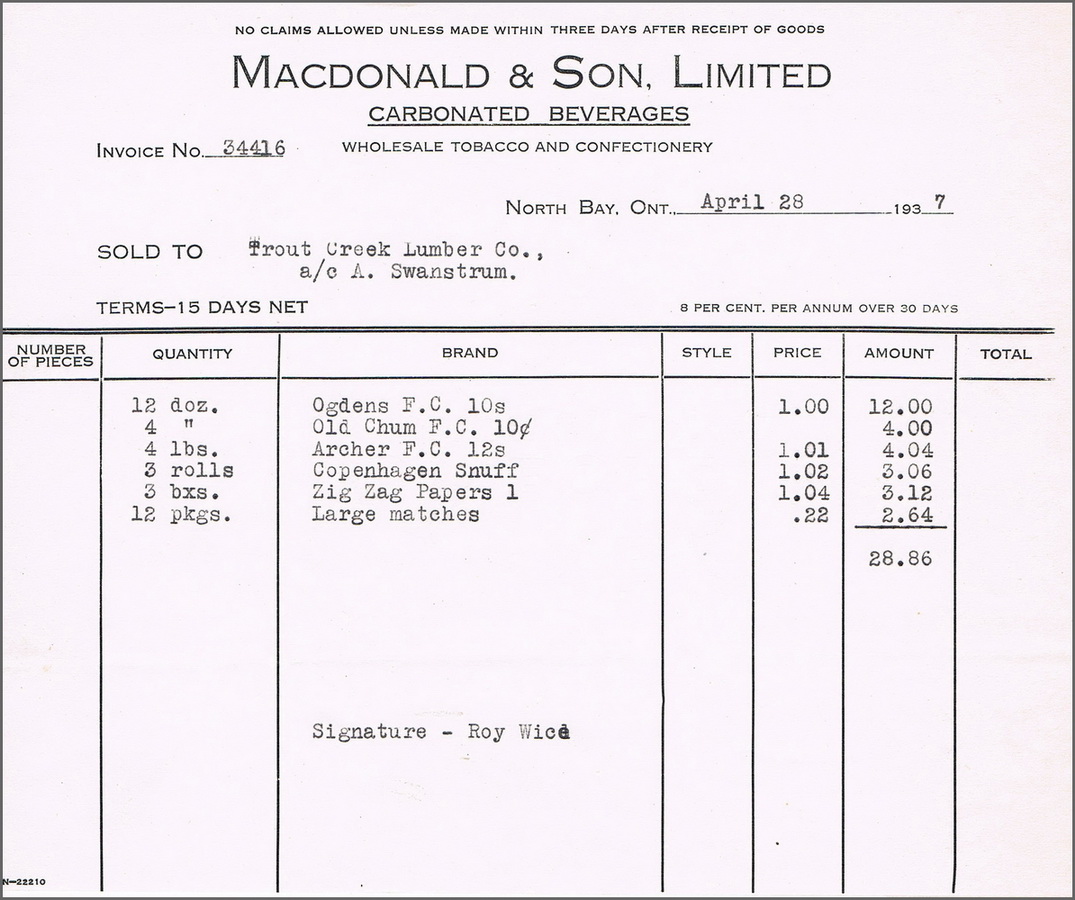 NO CLAIMS ALLOWED UNLESS MADE WITHIN THREE DAYS AFTER RECEIPT OF GOODS
MACDONALD & SON, LIMITED
CARBONATED BEVERAGES
INVOICE NO. 34416 WHOLESALE TOBACCO AND CONFECTIONERY
NORTH BAY, ONT., April 28 1937
SOLD TO Trout Creek Lumber Co.,
a/c A. Swanstrum.
TERMS—15 DAYS NET 8 PER CENT. PER ANNUM OVER 30 DAYS
NUMBER OF PIECES QUANTITY BRAND STYLE PRICE AMOUNT TOTAL
12 doz. Ogdens F.C. 10s 1.00 12.00
4 " Old Chum F.C. 10¢ 4.00
4 lbs. Archer F.C. 12s 1.01 4.04
3 rolls Copenhagen Snuff 1.02 3.06
3 bxs. Zig Zag Papers 1 1.04 3.12
12 pkgs. Large matches .22 2.64
28.86
Signature - Roy
N—22210